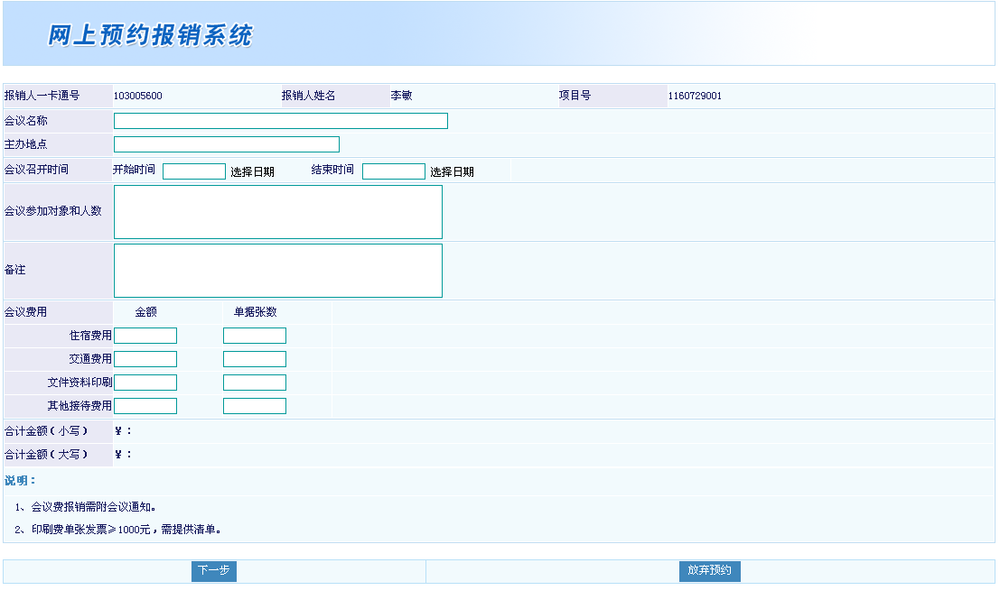 网上预约报销系统
报销人一卡通号 103005600 报销人姓名 李敏 项目号 1160729001
会议名称
主办地点
会议召开时间 开始时间 选择日期 结束时间 选择日期
会议参加对象和人数
备注
会议费用 金额 单据张数
住宿费用
交通费用
文件资料印刷
其他接待费用
合计金额(小写) ¥：
合计金额(大写) ¥：
说明：
1、会议费报销需附会议通知。
2、印刷费单张发票≥1000元，需提供清单。
下一步 放弃预约